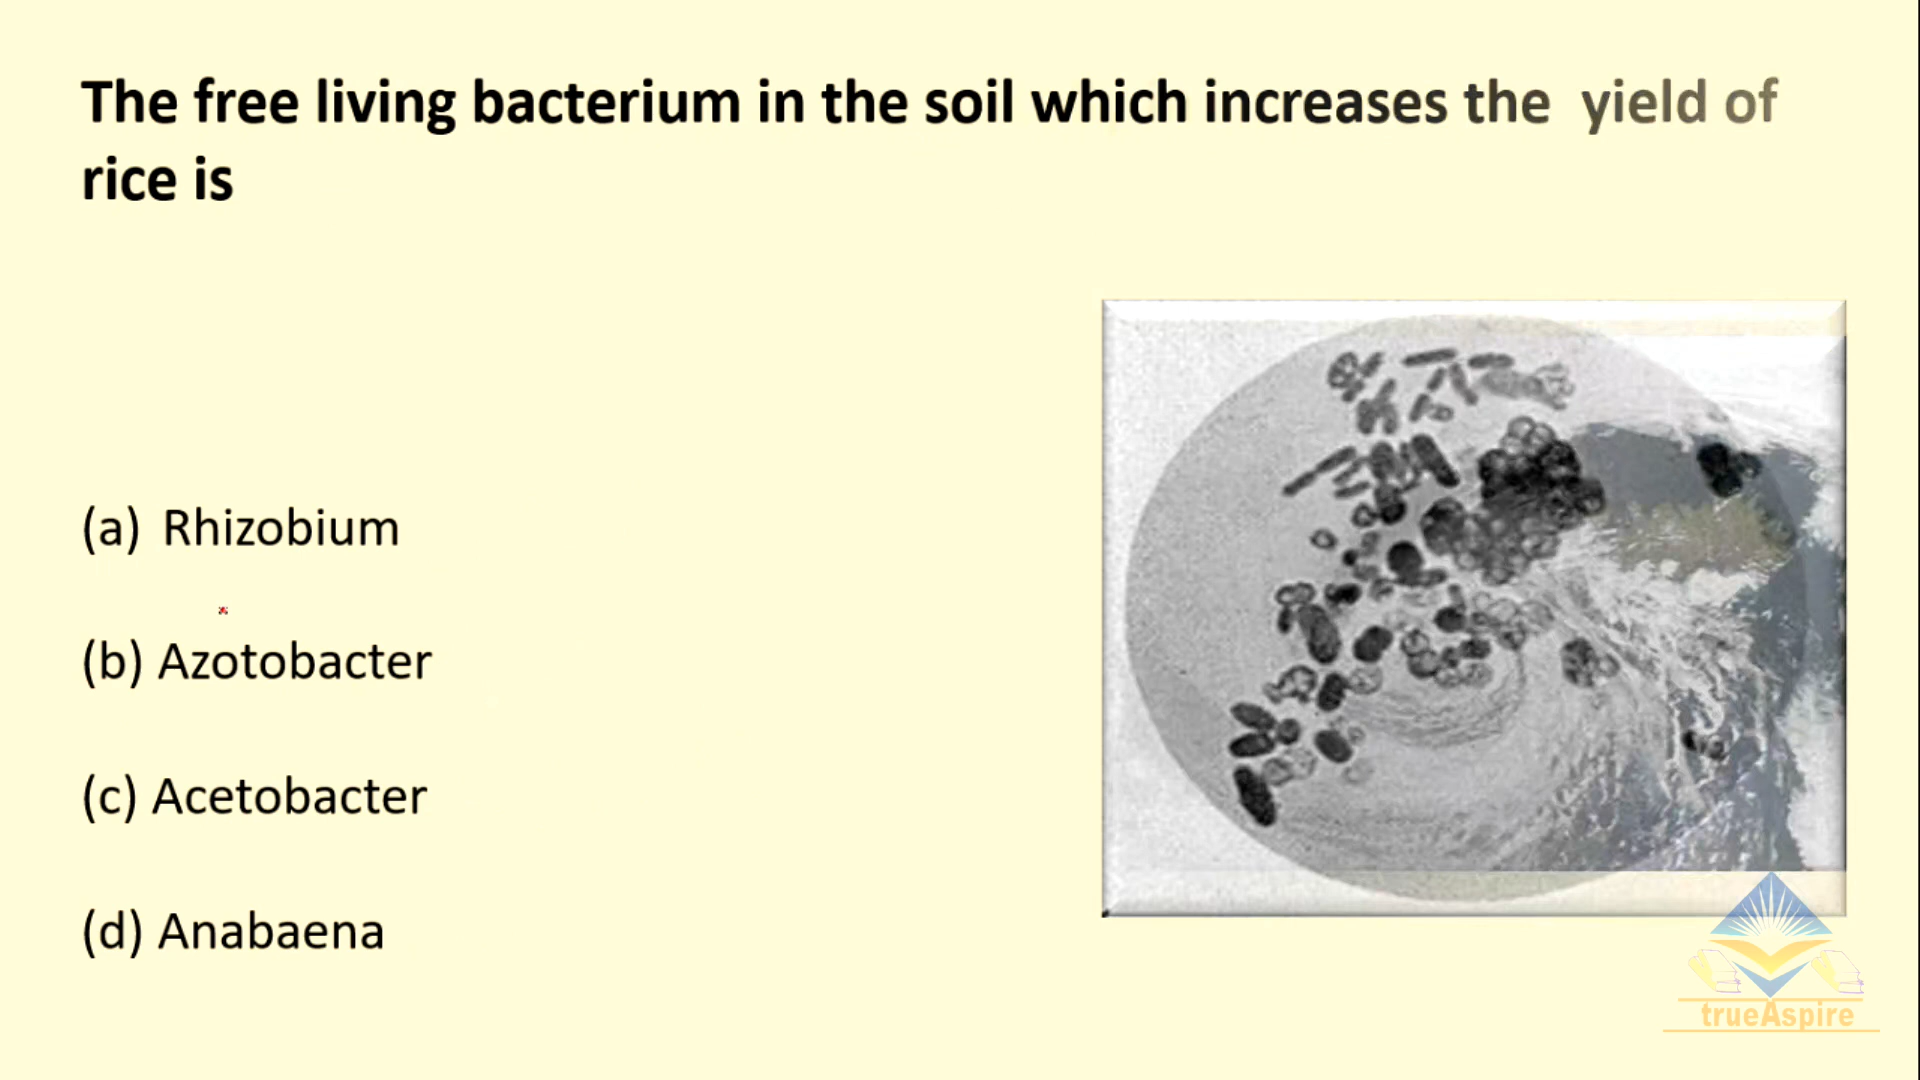 The free living bacterium in the soil which increases the yield of
rice is
(a) Rhizobium
(b) Azotobacter
(c) Acetobacter
(d) Anabaena
trueAspire